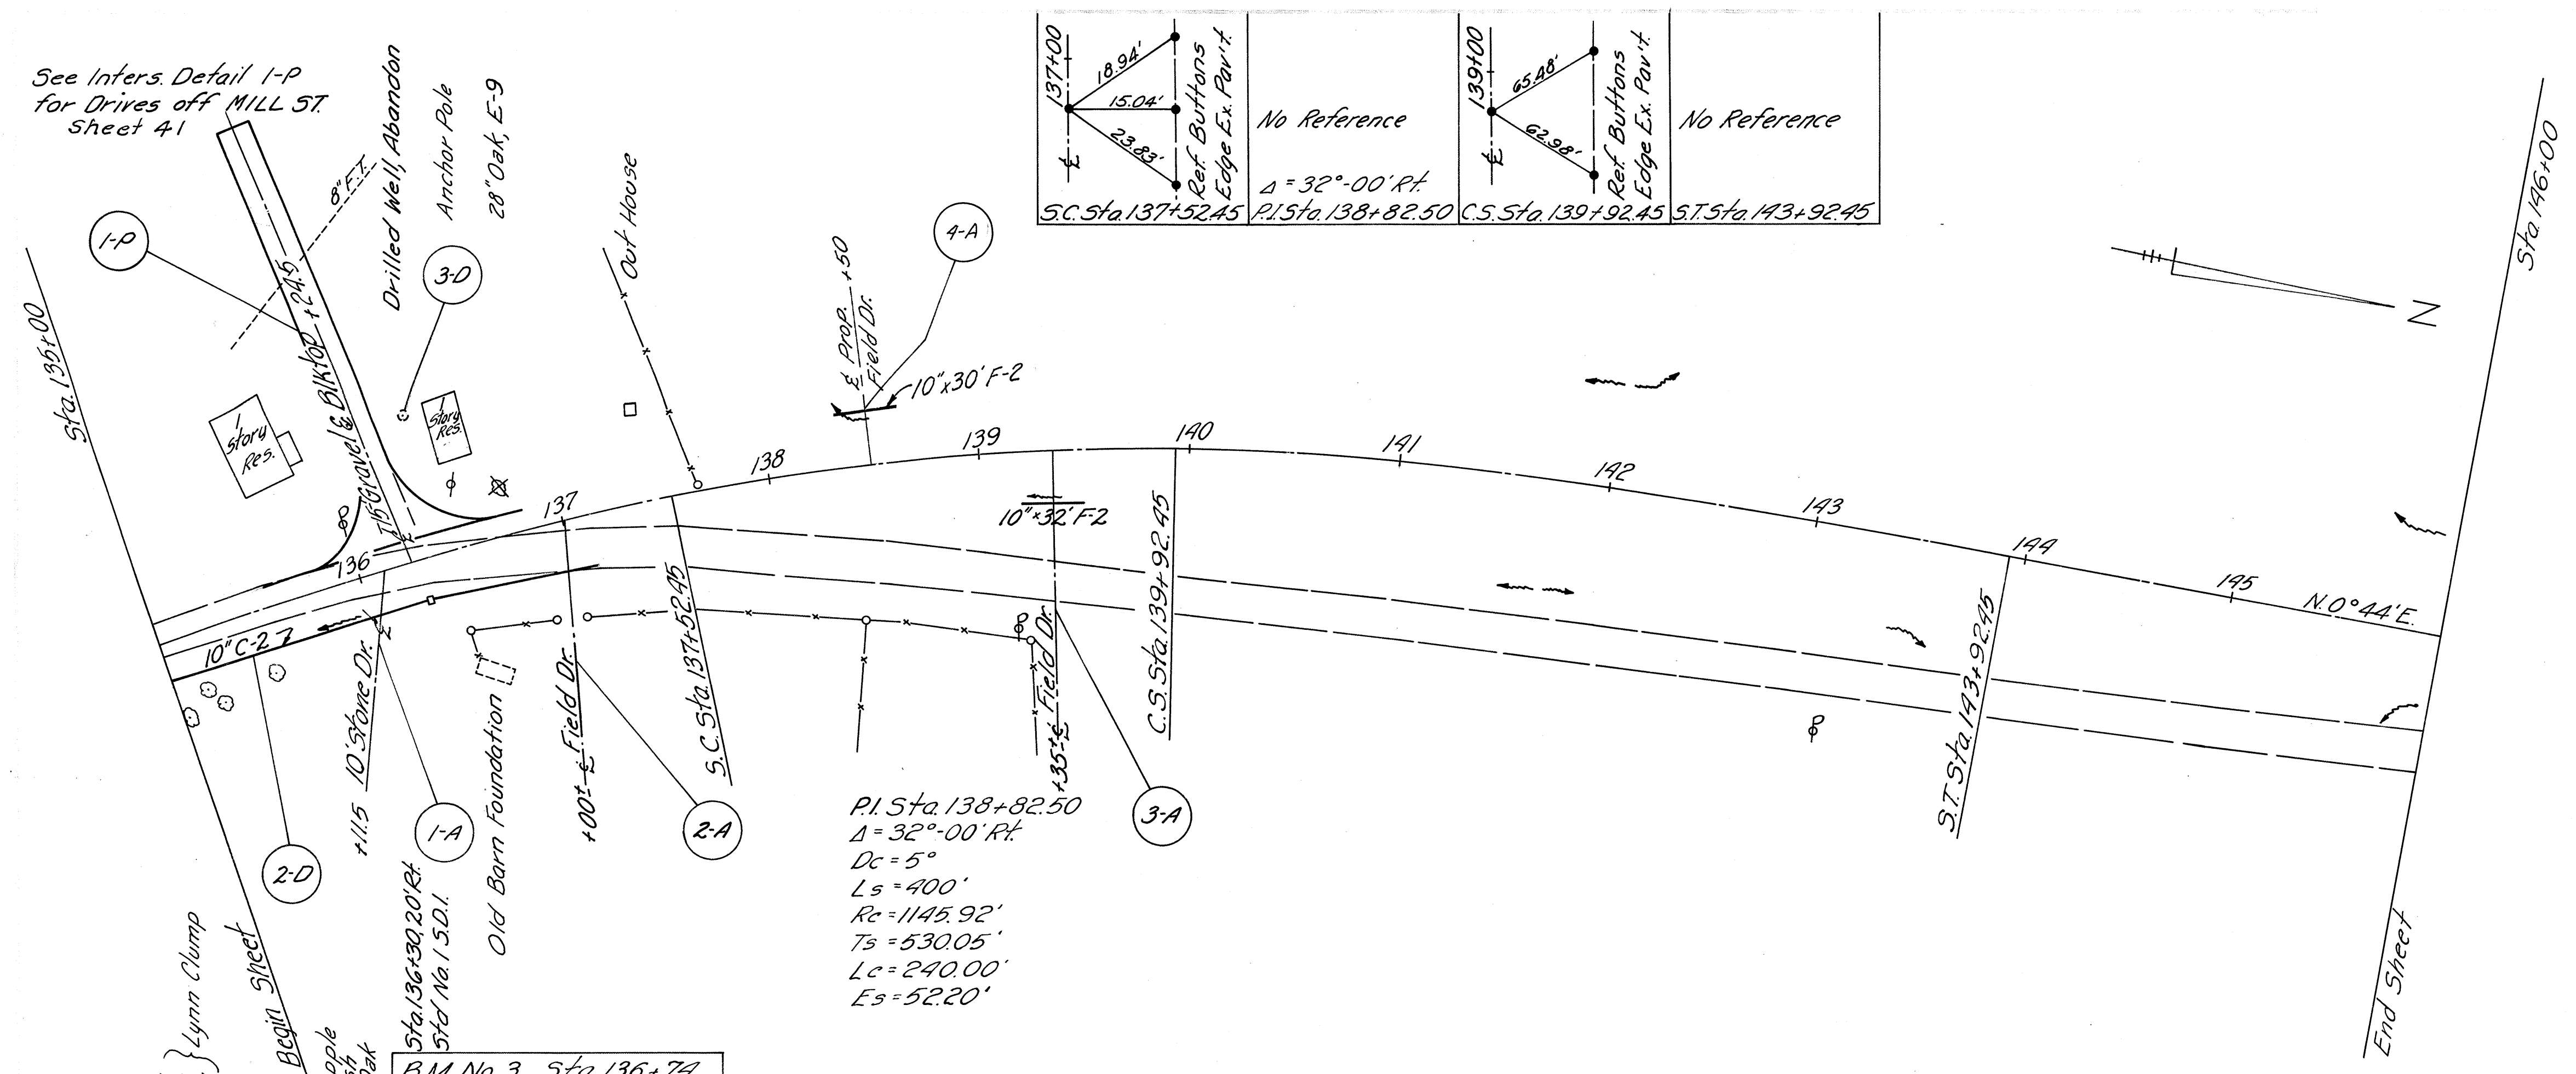 See Inters. Detail 1-P
for Drives off MILL ST.
Sheet 41
1-P
8" F.T.
Drilled Well, Abandon
Anchor Pole
28" Oak, E-9
3-D
Out House
℄ Prop. +50
Field Dr.
4-A
10"x30' F-2
137+00
℄
18.94'
15.04'
23.83'
Ref. Buttons
Edge Ex. Pav't.
S.C.Sta.137+52.45
No Reference
Δ = 32°-00' Rt.
P.I.Sta.138+82.50
139+00
℄
65.48'
62.98'
Ref. Buttons
Edge Ex. Pav't.
C.S.Sta.139+92.45
No Reference
S.T.Sta.143+92.45
Sta. 146+00
N
Sta. 135+00
1
Story
Res.
℄ 15' Gravel & Blktop +24.5
1
Story
Res.
136
137
138
139
140
141
142
143
144
145
N.0°44'E.
10" C-2
10"x32' F-2
+11.5 10' Stone Dr. ℄
Old Barn Foundation
+00± ℄ Field Dr.
S.C.Sta.137+52.45
+35± ℄ Field Dr.
C.S.Sta.139+92.45
S.T.Sta.143+92.45
2-D
1-A
2-A
3-A
P.I. Sta. 138+82.50
Δ = 32°-00' Rt.
Dc = 5°
Ls = 400'
Rc = 1145.92'
Ts = 530.05'
Lc = 240.00'
Es = 52.20'
Sta.136+30,20'Rt.
Std No.1 S.D.I.
Lynn Clump
Begin Sheet
End Sheet
B.M. No. 3 Sta. 136+74